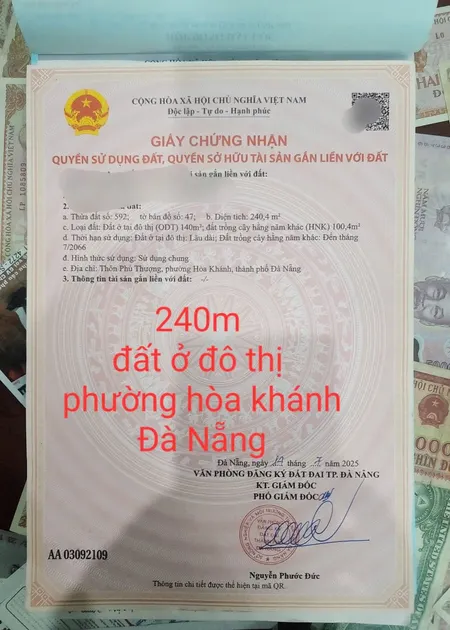 CỘNG HÒA XÃ HỘI CHỦ NGHĨA VIỆT NAM
Độc lập - Tự do - Hạnh phúc
GIẤY CHỨNG NHẬN
QUYỀN SỬ DỤNG ĐẤT, QUYỀN SỞ HỮU TÀI SẢN GẮN LIỀN VỚI ĐẤT
tài sản gắn liền với đất:
2. đất:
a. Thửa đất số: 592; tờ bản đồ số: 47; b. Diện tích: 240,4 m²
c. Loại đất: Đất ở tại đô thị (ODT) 140m²; đất trồng cây hằng năm khác (HNK) 100,4m²
d. Thời hạn sử dụng: Đất ở tại đô thị: Lâu dài; Đất trồng cây hằng năm khác: Đến tháng
7/2066
đ. Hình thức sử dụng: Sử dụng chung
e. Địa chỉ: Thôn Phú Thượng, phường Hòa Khánh, thành phố Đà Nẵng
3. Thông tin tài sản gắn liền với đất: -/-
240m
đất ở đô thị
phường hòa khánh
Đà Nẵng
Đà Nẵng, ngày 17 tháng 7 năm 2025
VĂN PHÒNG ĐĂNG KÝ ĐẤT ĐAI TP. ĐÀ NẴNG
KT. GIÁM ĐỐC
PHÓ GIÁM ĐỐC
AA 03092109
Nguyễn Phước Đức
Thông tin chi tiết được thể hiện tại mã QR.